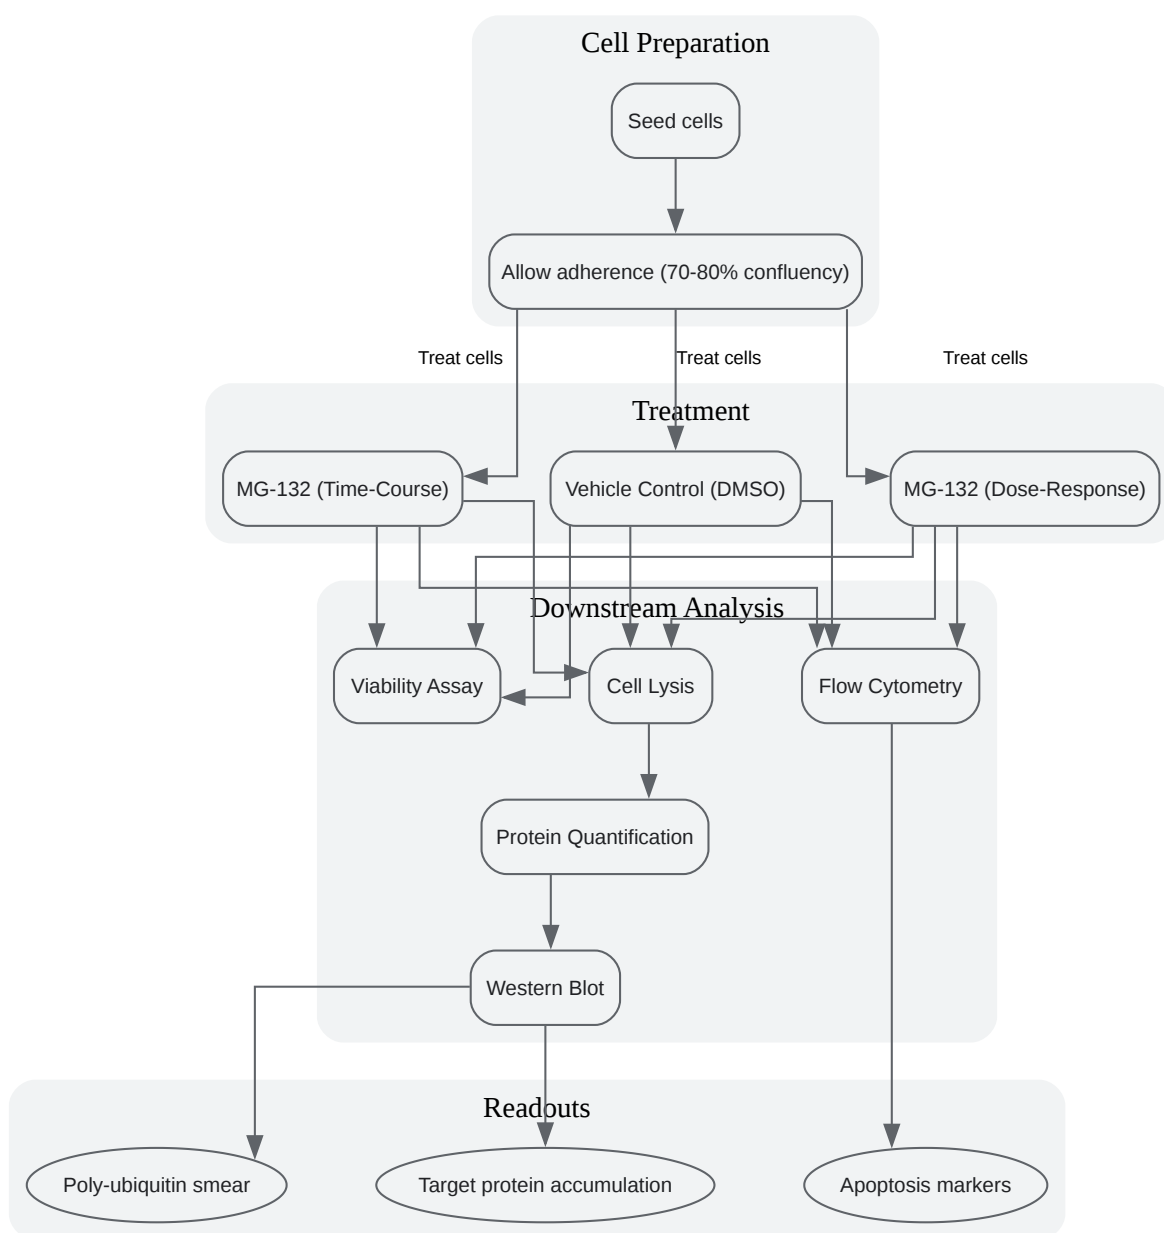 Cell Preparation
Seed cells
Allow adherence (70-80% confluency)
Treat cells
Treat cells
Treat cells
Treatment
MG-132 (Time-Course)
Vehicle Control (DMSO)
MG-132 (Dose-Response)
Downstream Analysis
Viability Assay
Cell Lysis
Flow Cytometry
Protein Quantification
Western Blot
Readouts
Poly-ubiquitin smear
Target protein accumulation
Apoptosis markers